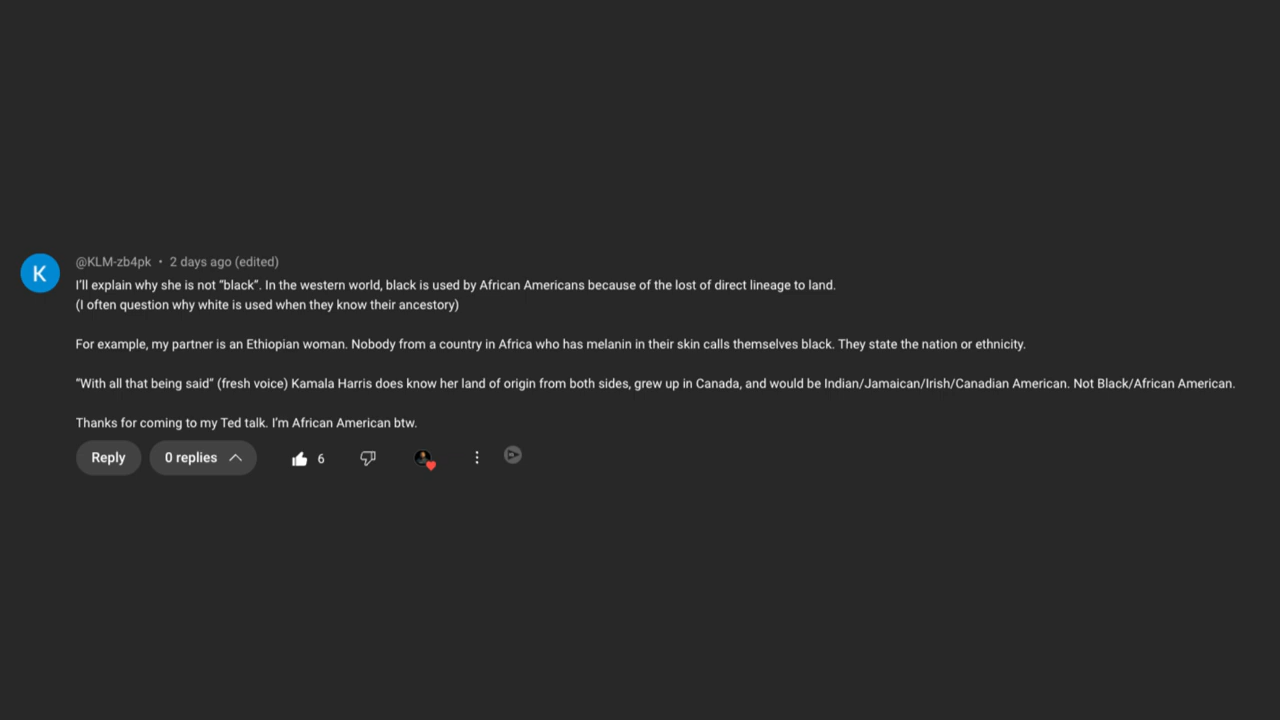 K
@KLM-zb4pk • 2 days ago (edited)
I'll explain why she is not "black". In the western world, black is used by African Americans because of the lost of direct lineage to land.
(I often question why white is used when they know their ancestory)
For example, my partner is an Ethiopian woman. Nobody from a country in Africa who has melanin in their skin calls themselves black. They state the nation or ethnicity.
"With all that being said" (fresh voice) Kamala Harris does know her land of origin from both sides, grew up in Canada, and would be Indian/Jamaican/Irish/Canadian American. Not Black/African American.
Thanks for coming to my Ted talk. I'm African American btw.
Reply 0 replies 6